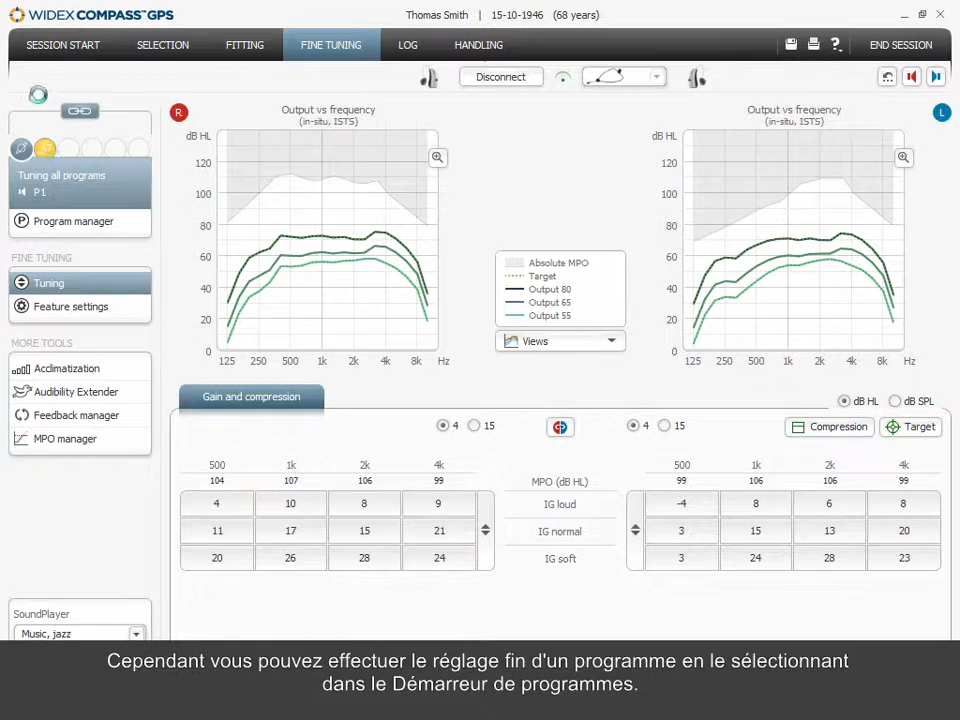 WIDEX COMPASS™ GPS
Thomas Smith | 15-10-1946 (68 years)
SESSION START SELECTION FITTING FINE TUNING LOG HANDLING END SESSION
Disconnect
R Output vs frequency
(in-situ, ISTS)
Output vs frequency L
(in-situ, ISTS)
dB HL
120
100
80
60
40
20
0
125 250 500 1k 2k 4k 8k Hz
dB HL
120
100
80
60
40
20
0
125 250 500 1k 2k 4k 8k Hz
Absolute MPO
Target
Output 80
Output 65
Output 55
Views
Tuning all programs
P1
P Program manager
FINE TUNING
Tuning
Feature settings
MORE TOOLS
Acclimatization
Audibility Extender
Feedback manager
MPO manager
SoundPlayer
Music, jazz
Gain and compression
dB HL dB SPL
4 15 4 15 Compression Target
500 1k 2k 4k 500 1k 2k 4k
104 107 106 99 MPO (dB HL) 99 106 106 99
4 10 8 9 IG loud -4 8 6 8
11 17 15 21 IG normal 3 15 13 20
20 26 28 24 IG soft 3 24 28 23
Cependant vous pouvez effectuer le réglage fin d'un programme en le sélectionnant
dans le Démarreur de programmes.